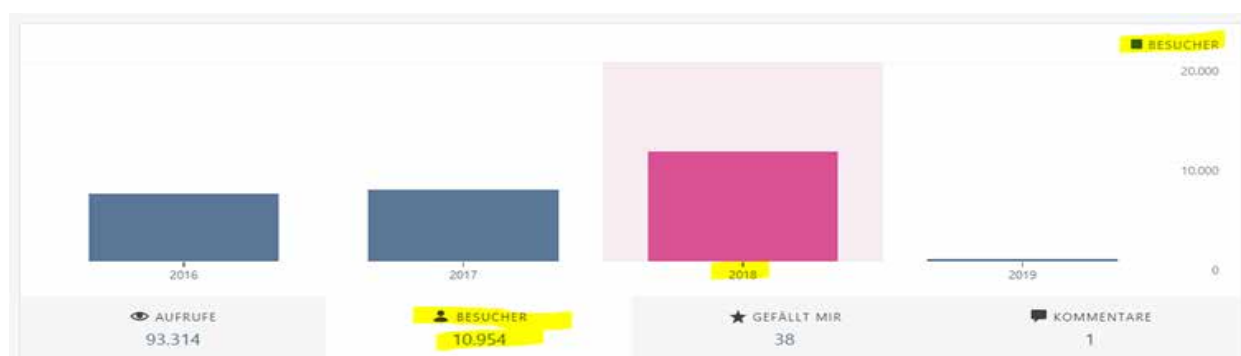 BESUCHER
20.000
10.000
0
2016 2017 2018 2019
AUFRUFE BESUCHER GEFÄLLT MIR KOMMENTARE
93.314 10.954 38 1